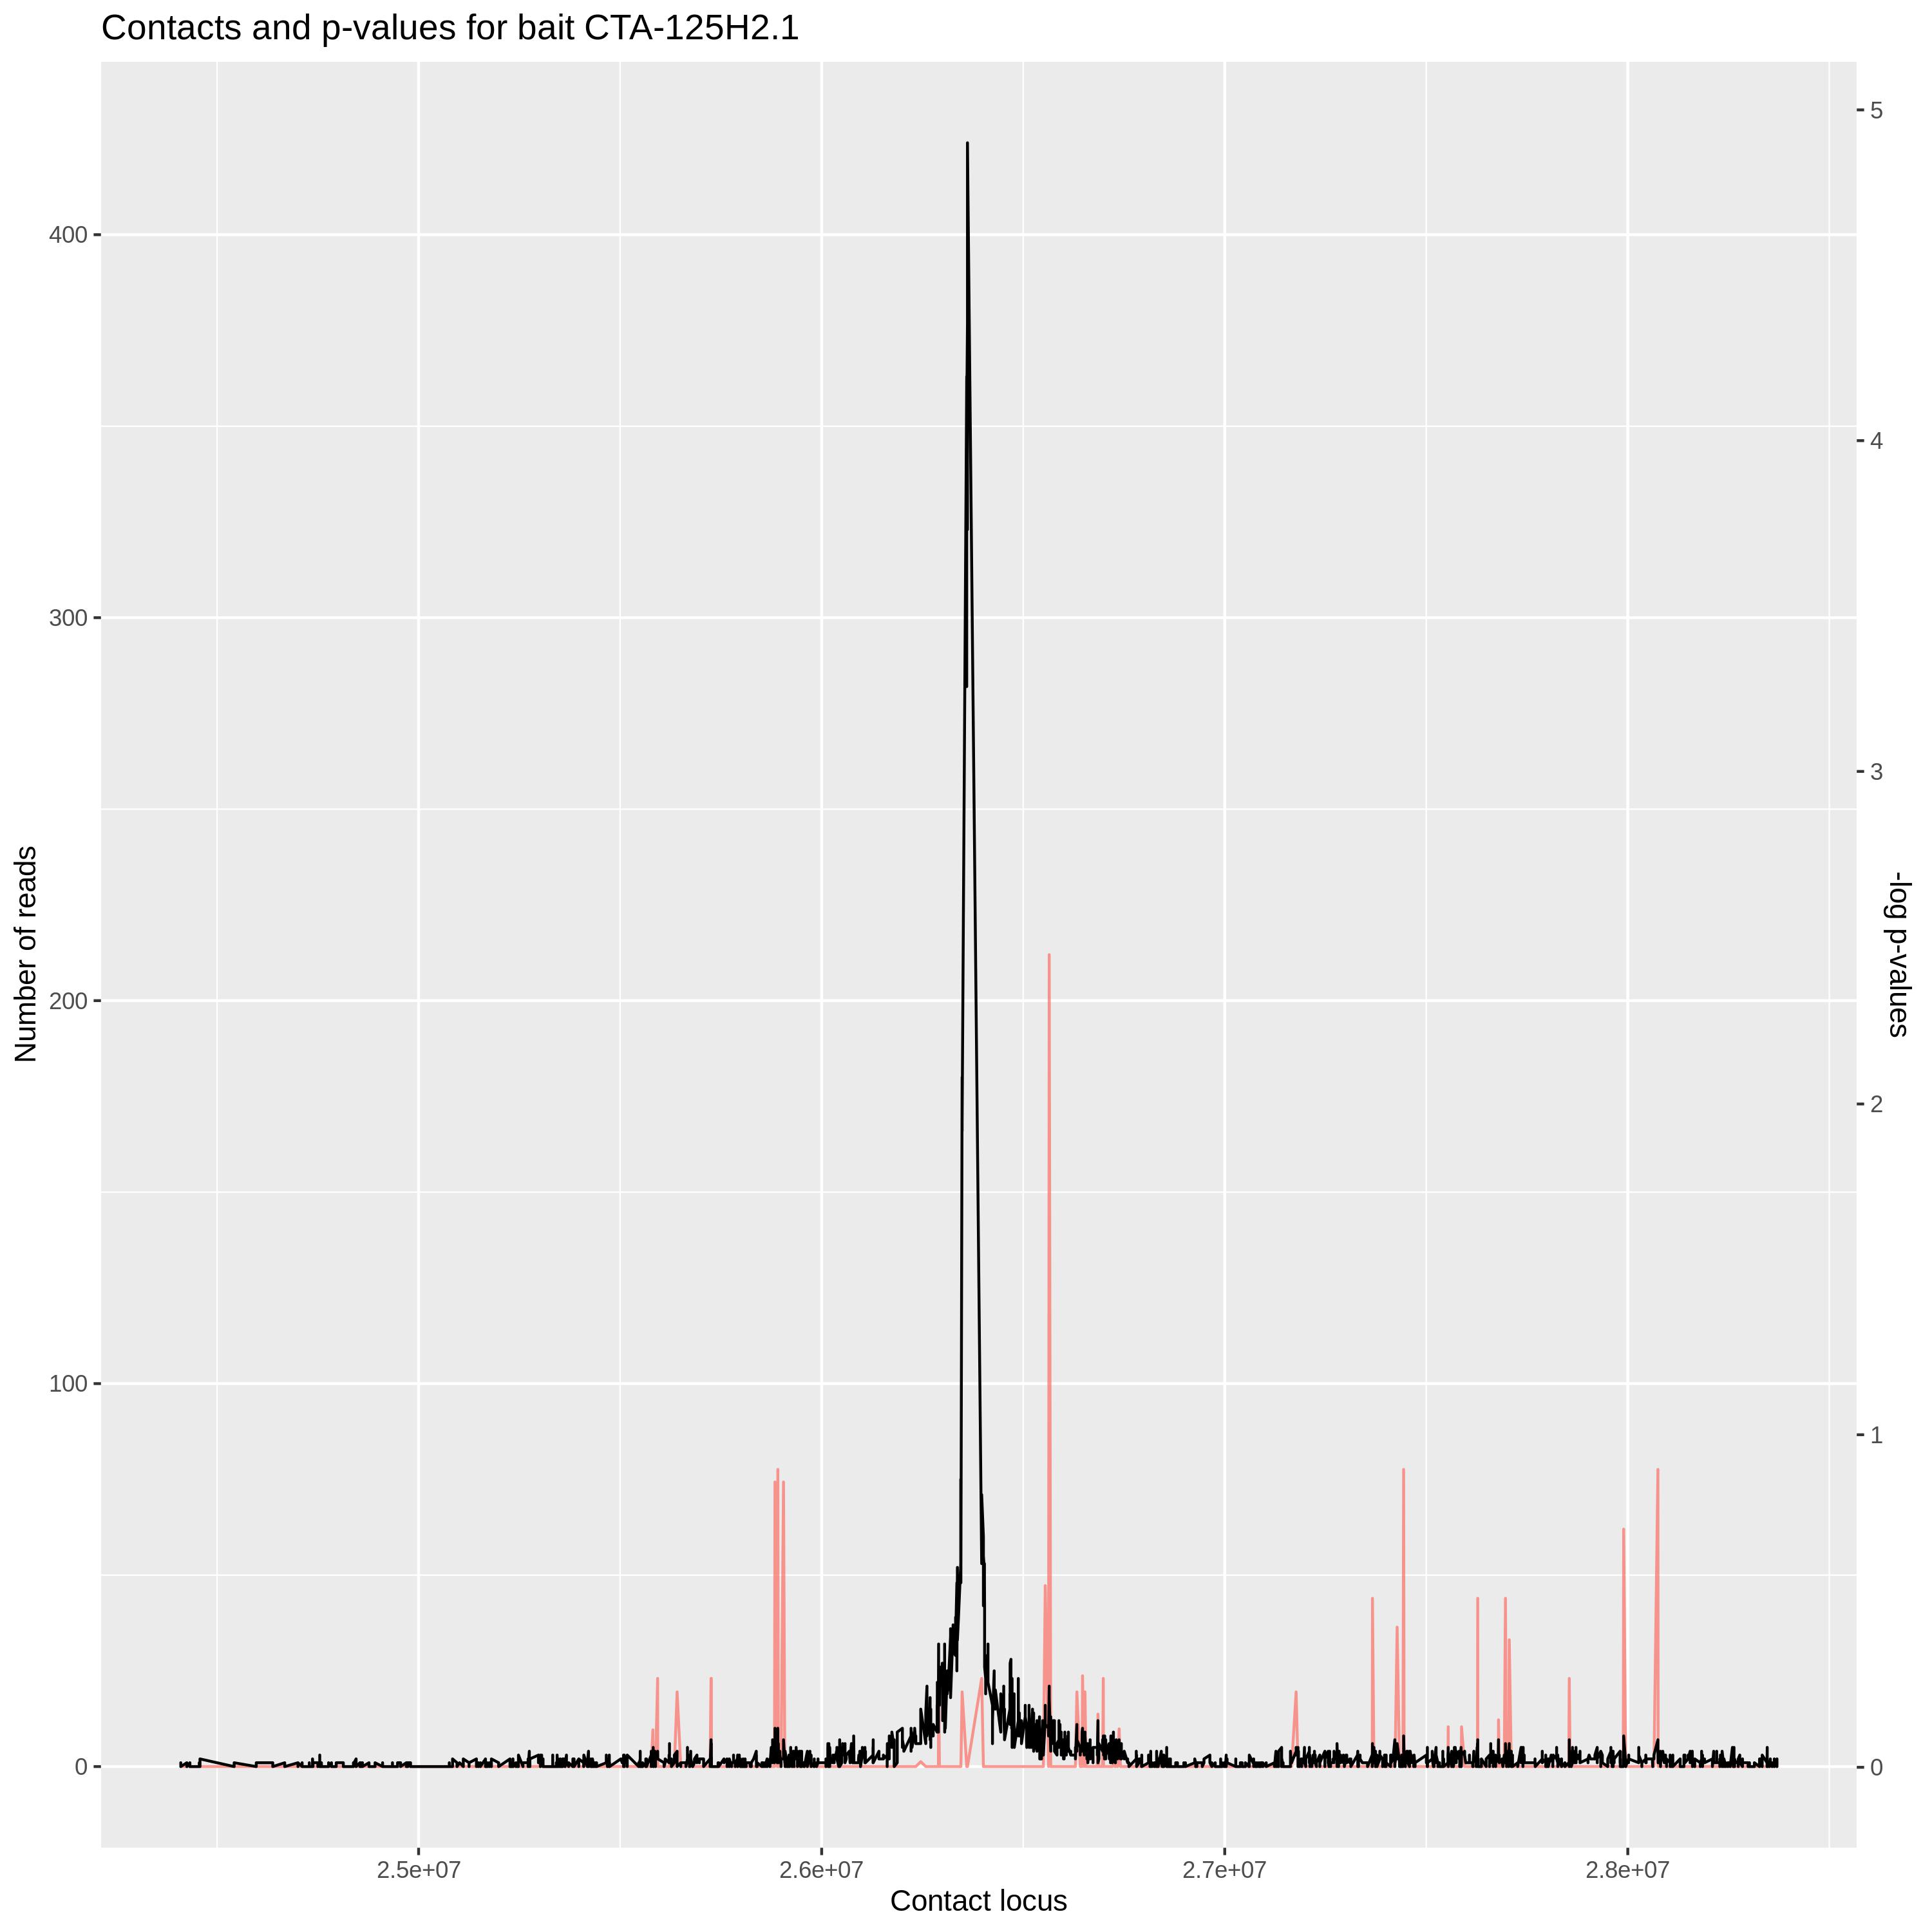 Contacts and p-values for bait CTA-125H2.1
5
400
4
300
3
Number of reads
-log p-values
200
2
100
1
0
0
2.5e+07
2.6e+07
2.7e+07
2.8e+07
Contact locus